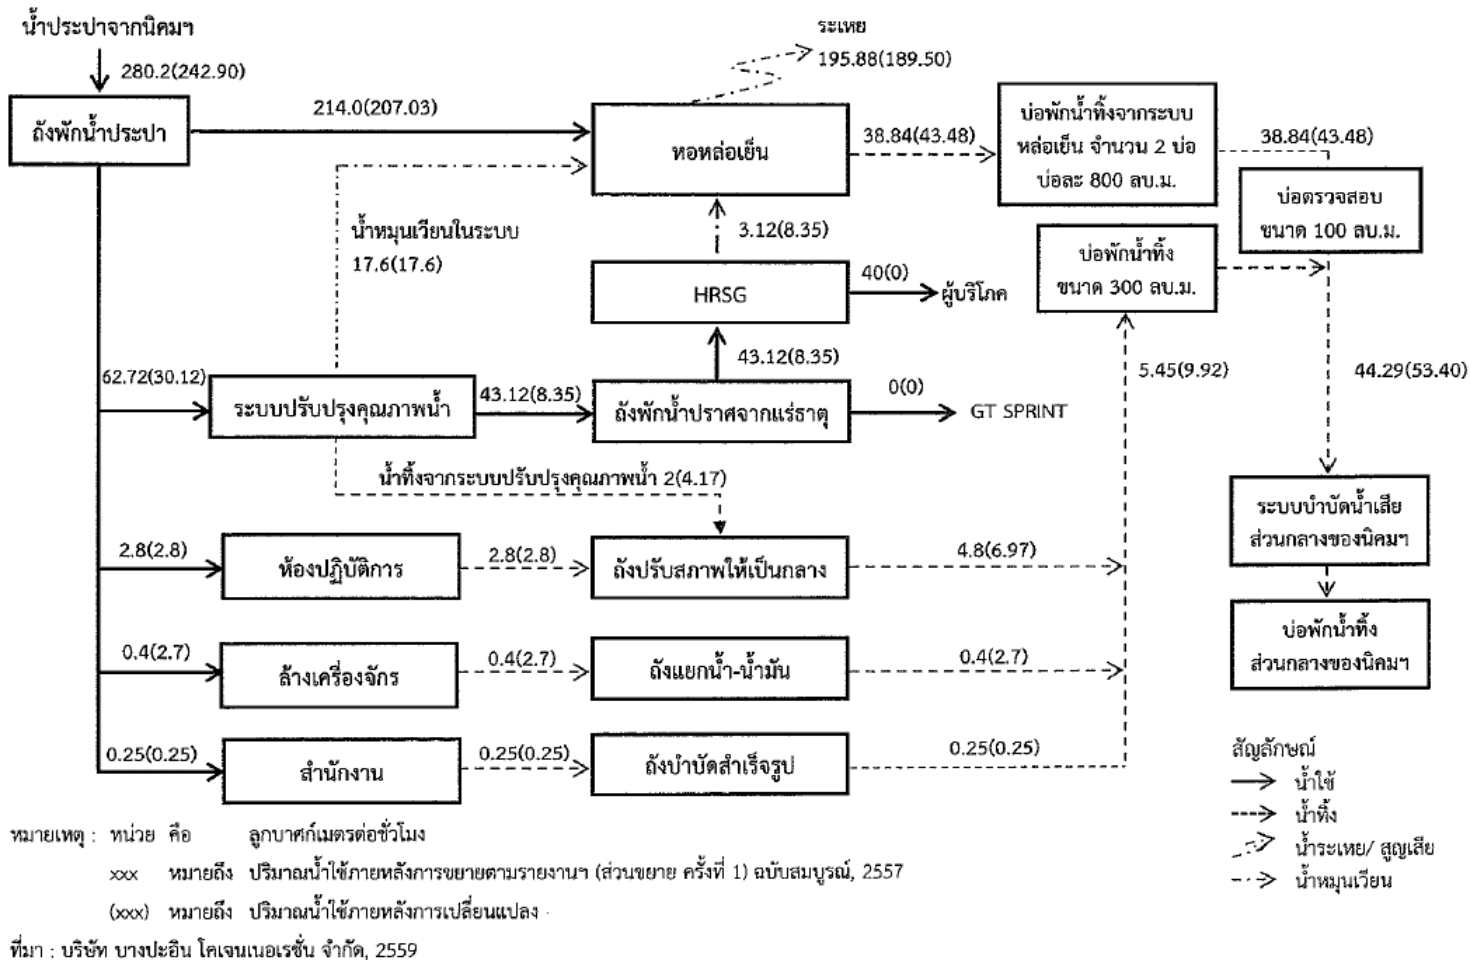 น้ำประปาจากนิคมฯ
280.2(242.90)
ถังพักน้ำประปา
214.0(207.03)
ระเหย
195.88(189.50)
หอหล่อเย็น
38.84(43.48)
บ่อพักน้ำทิ้งจากระบบ
หล่อเย็น จำนวน 2 บ่อ
บ่อละ 800 ลบ.ม.
38.84(43.48)
บ่อตรวจสอบ
ขนาด 100 ลบ.ม.
น้ำหมุนเวียนในระบบ
17.6(17.6)
3.12(8.35)
บ่อพักน้ำทิ้ง
ขนาด 300 ลบ.ม.
HRSG
40(0)
ผู้บริโภค
43.12(8.35)
5.45(9.92)
44.29(53.40)
62.72(30.12)
ระบบปรับปรุงคุณภาพน้ำ
43.12(8.35)
ถังพักน้ำปราศจากแร่ธาตุ
0(0)
GT SPRINT
น้ำทิ้งจากระบบปรับปรุงคุณภาพน้ำ 2(4.17)
ระบบบำบัดน้ำเสีย
ส่วนกลางของนิคมฯ
2.8(2.8)
ห้องปฏิบัติการ
2.8(2.8)
ถังปรับสภาพให้เป็นกลาง
4.8(6.97)
บ่อพักน้ำทิ้ง
ส่วนกลางของนิคมฯ
0.4(2.7)
ล้างเครื่องจักร
0.4(2.7)
ถังแยกน้ำ-น้ำมัน
0.4(2.7)
0.25(0.25)
สำนักงาน
0.25(0.25)
ถังบำบัดสำเร็จรูป
0.25(0.25)
สัญลักษณ์
น้ำใช้
น้ำทิ้ง
น้ำระเหย/ สูญเสีย
น้ำหมุนเวียน
หมายเหตุ : หน่วย คือ ลูกบาศก์เมตรต่อชั่วโมง
xxx หมายถึง ปริมาณน้ำใช้ภายหลังการขยายตามรายงานฯ (ส่วนขยาย ครั้งที่ 1) ฉบับสมบูรณ์, 2557
(xxx) หมายถึง ปริมาณน้ำใช้ภายหลังการเปลี่ยนแปลง
ที่มา : บริษัท บางปะอิน โคเจนเนอเรชั่น จำกัด, 2559